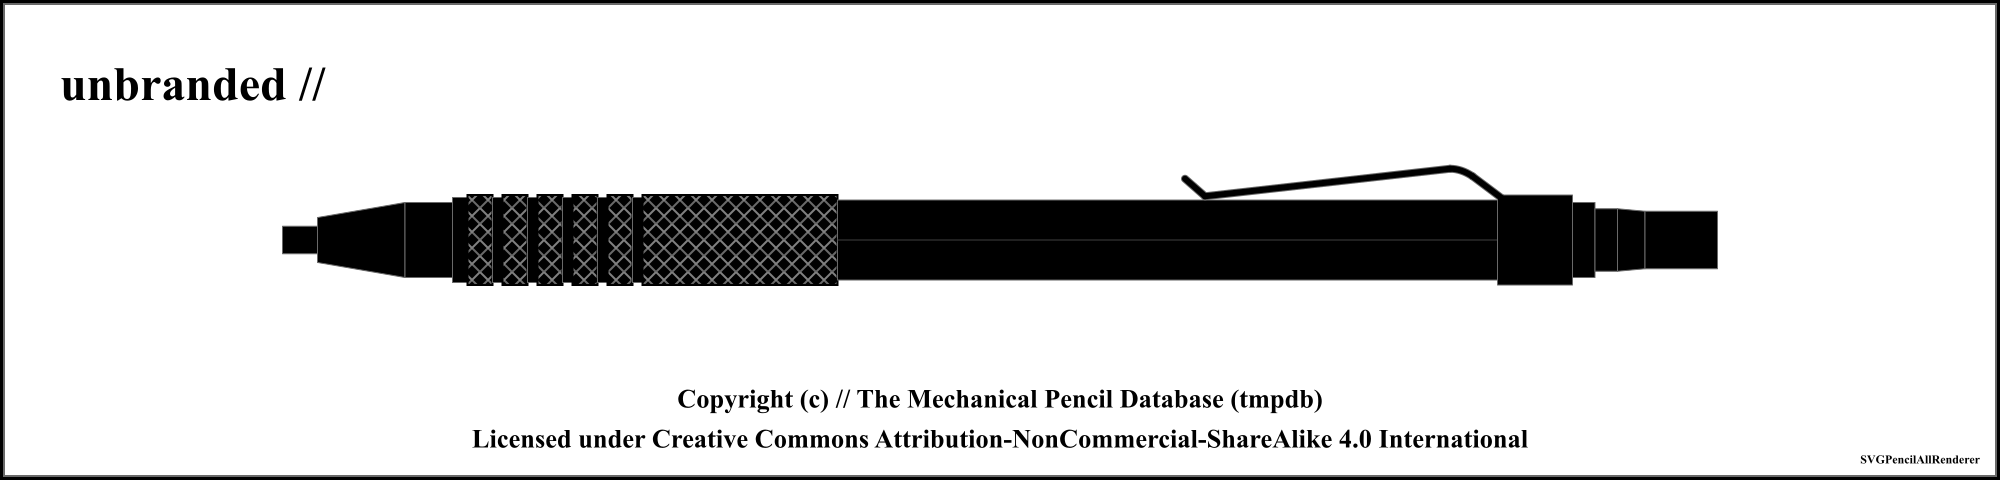 unbranded //
Copyright (c) // The Mechanical Pencil Database (tmpdb)
Licensed under Creative Commons Attribution-NonCommercial-ShareAlike 4.0 International
SVGPencilAllRenderer